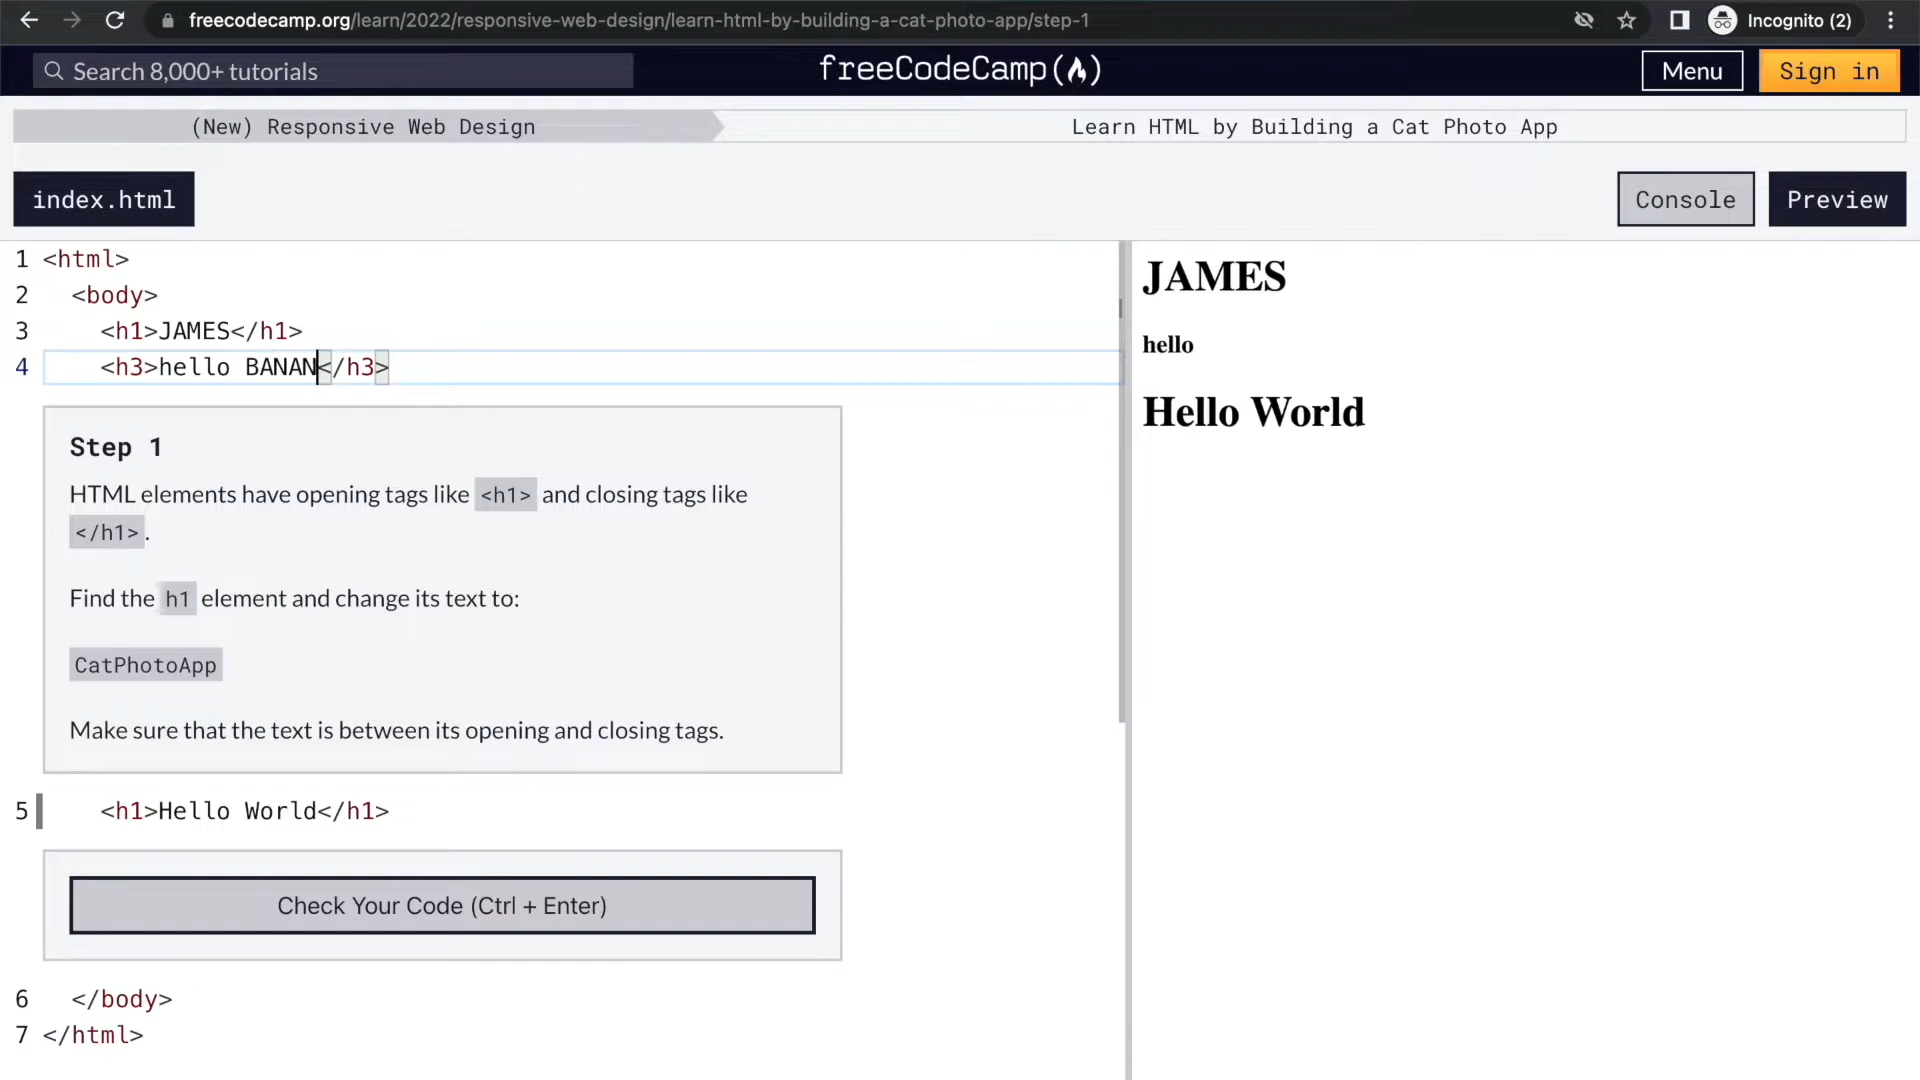 freecodecamp.org/learn/2022/responsive-web-design/learn-html-by-building-a-cat-photo-app/step-1
Incognito (2)
Search 8,000+ tutorials
freeCodeCamp
Menu
Sign in
(New) Responsive Web Design
Learn HTML by Building a Cat Photo App
index.html
Console
Preview
1 <html>
2 <body>
3 <h1>JAMES</h1>
4 <h3>hello BANAN</h3>
Step 1
HTML elements have opening tags like <h1> and closing tags like
</h1>.
Find the h1 element and change its text to:
CatPhotoApp
Make sure that the text is between its opening and closing tags.
5 <h1>Hello World</h1>
Check Your Code (Ctrl + Enter)
6 </body>
7 </html>
JAMES
hello
Hello World